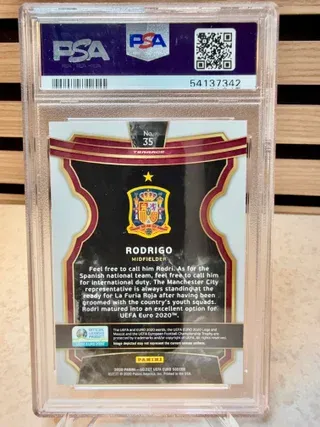 PSA
PSA
54137342
No.
35
TERRACE
RODRIGO
MIDFIELDER
Feel free to call him Rodri. As for the
Spanish national team, feel free to call him
for international duty. The Manchester City
representative is always standing at the
ready for La Furia Roja after having been
groomed with the country's youth squads.
Rodri matured into an excellent option for
UEFA Euro 2020™.
PANINI